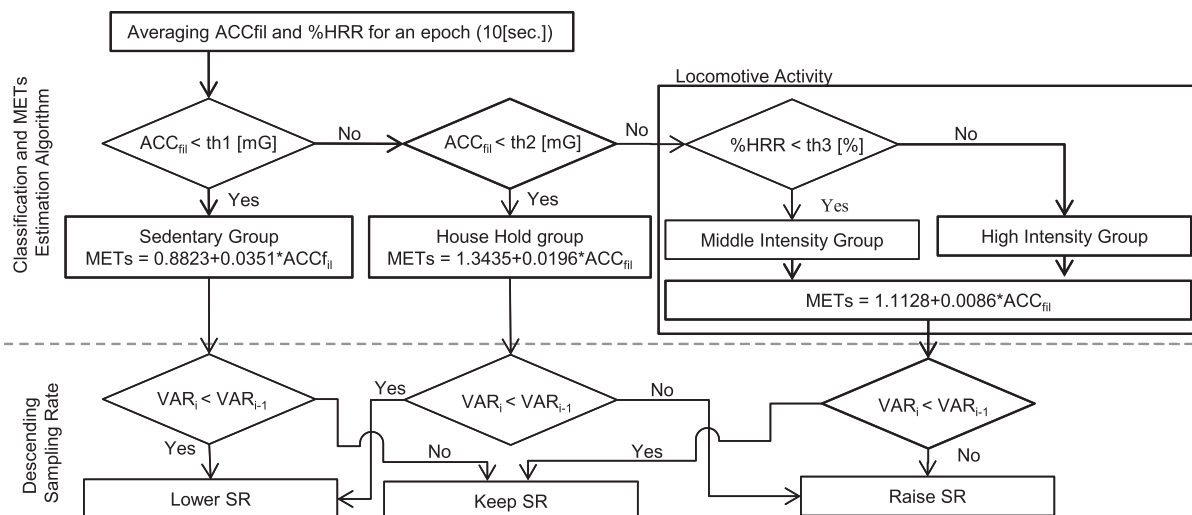 Averaging ACCfil and %HRR for an epoch (10[sec.])
Classification and METs
Estimation Algorithm
Locomotive Activity
ACCfil < th1 [mG]
No
ACCfil < th2 [mG]
No
%HRR < th3 [%]
No
Yes
Yes
Yes
Sedentary Group
METs = 0.8823+0.0351*ACCfil
House Hold group
METs = 1.3435+0.0196*ACCfil
Middle Intensity Group
High Intensity Group
METs = 1.1128+0.0086*ACCfil
Descending
Sampling Rate
VARi < VARi-1
Yes
VARi < VARi-1
No
VARi < VARi-1
Yes
No
Yes
No
Lower SR
Keep SR
Raise SR